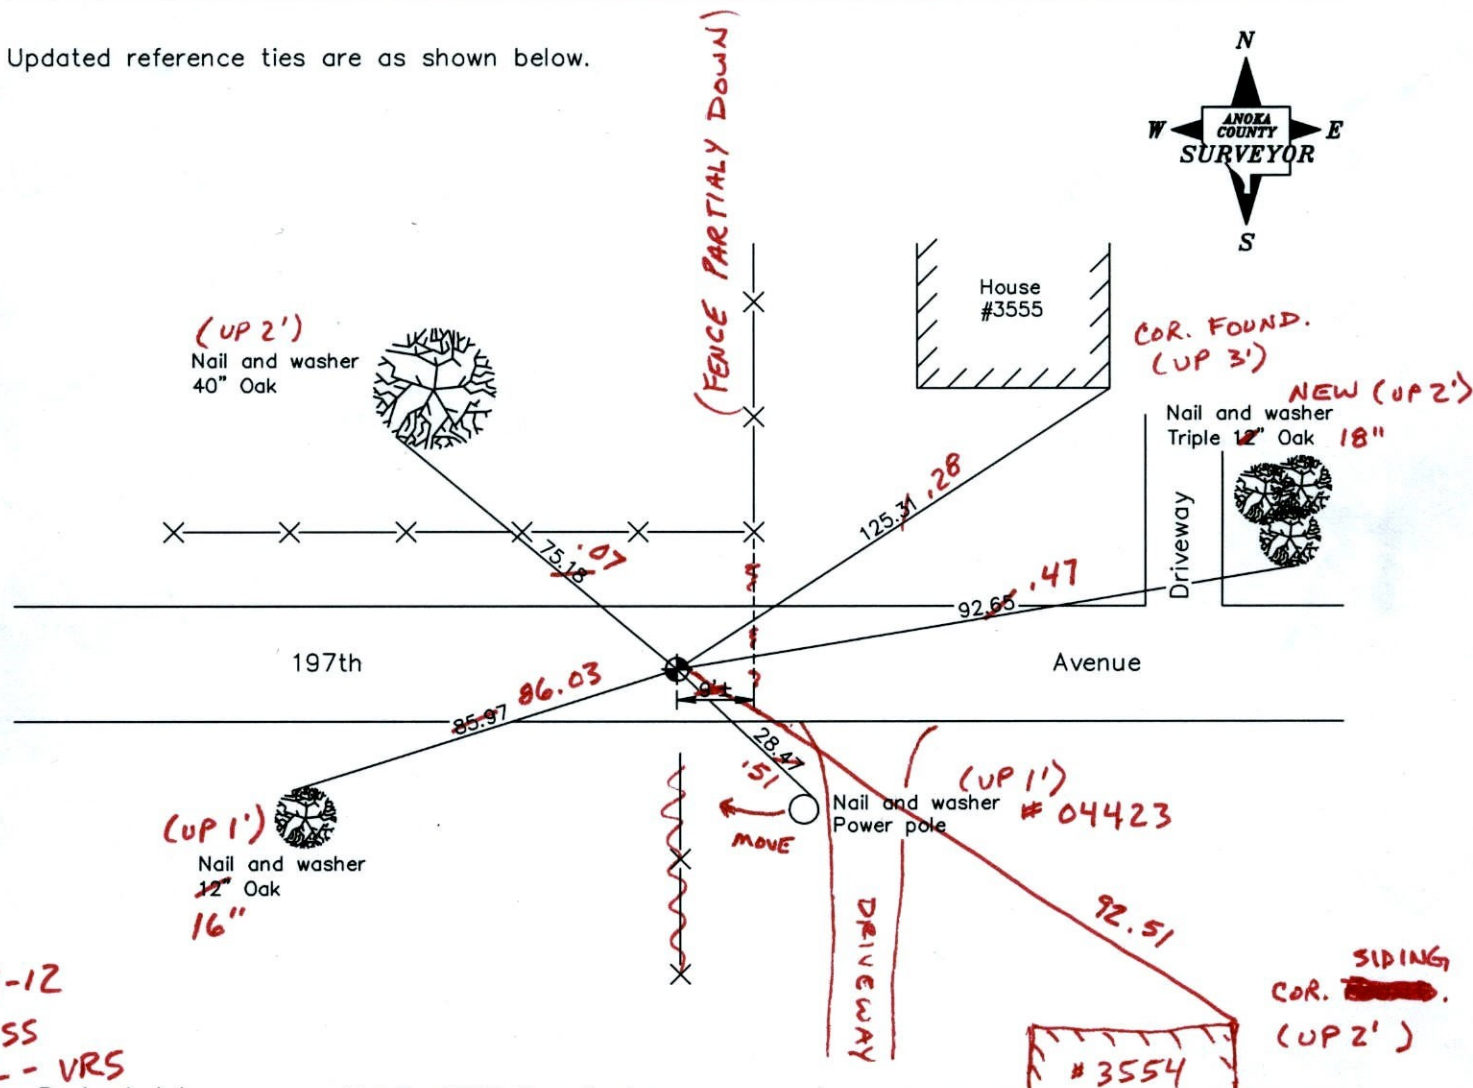 Updated reference ties are as shown below.
N
W
ANOKA
COUNTY
SURVEYOR
E
S
(FENCE PARTIALY DOWN)
House
#3555
(UP 2')
Nail and washer
40" Oak
COR. FOUND.
(UP 3')
NEW (UP 2')
Nail and washer
Triple 12" Oak 18"
125.31 .28
75.18 .07
Driveway
92.65 .47
197th
Avenue
86.03
85.97
9'±
28.47
.51
(UP 1')
Nail and washer
Power pole
# 04423
MOVE
(UP 1')
Nail and washer
12" Oak
16"
DRIVEWAY
92.51
SIDING
COR.
(UP 2')
-12
SS
- VRS
#3554